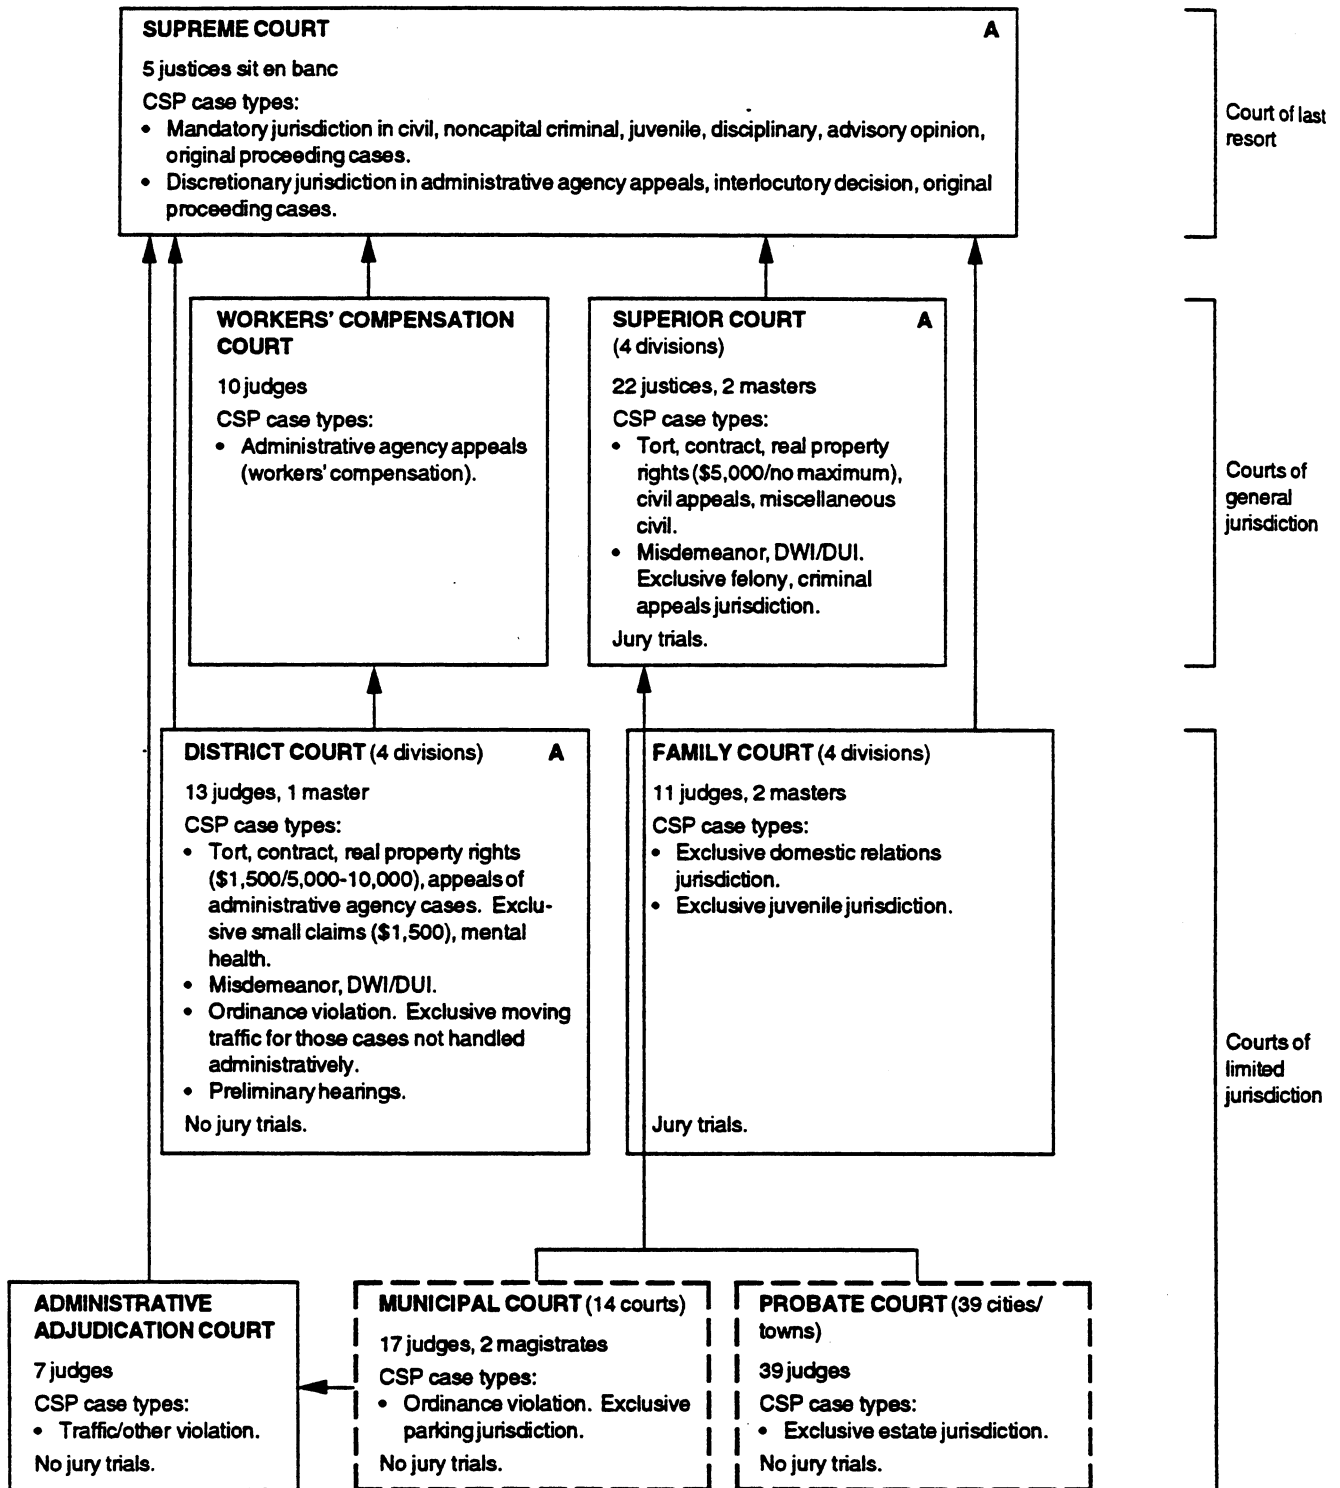 SUPREME COURT A
5 justices sit en banc
CSP case types:
• Mandatory jurisdiction in civil, noncapital criminal, juvenile, disciplinary, advisory opinion,
original proceeding cases.
• Discretionary jurisdiction in administrative agency appeals, interlocutory decision, original
proceeding cases.
Court of last
resort
WORKERS' COMPENSATION
COURT
10 judges
CSP case types:
• Administrative agency appeals
(workers' compensation).
SUPERIOR COURT A
(4 divisions)
22 justices, 2 masters
CSP case types:
• Tort, contract, real property
rights ($5,000/no maximum),
civil appeals, miscellaneous
civil.
• Misdemeanor, DWI/DUI.
Exclusive felony, criminal
appeals jurisdiction.
Jury trials.
Courts of
general
jurisdiction
DISTRICT COURT (4 divisions) A
13 judges, 1 master
CSP case types:
• Tort, contract, real property rights
($1,500/5,000-10,000), appeals of
administrative agency cases. Exclu-
sive small claims ($1,500), mental
health.
• Misdemeanor, DWI/DUI.
• Ordinance violation. Exclusive moving
traffic for those cases not handled
administratively.
• Preliminary hearings.
No jury trials.
FAMILY COURT (4 divisions)
11 judges, 2 masters
CSP case types:
• Exclusive domestic relations
jurisdiction.
• Exclusive juvenile jurisdiction.
Jury trials.
Courts of
limited
jurisdiction
ADMINISTRATIVE
ADJUDICATION COURT
7 judges
CSP case types:
• Traffic/other violation.
No jury trials.
MUNICIPAL COURT (14 courts)
17 judges, 2 magistrates
CSP case types:
• Ordinance violation. Exclusive
parking jurisdiction.
No jury trials.
PROBATE COURT (39 cities/
towns)
39 judges
CSP case types:
• Exclusive estate jurisdiction.
No jury trials.